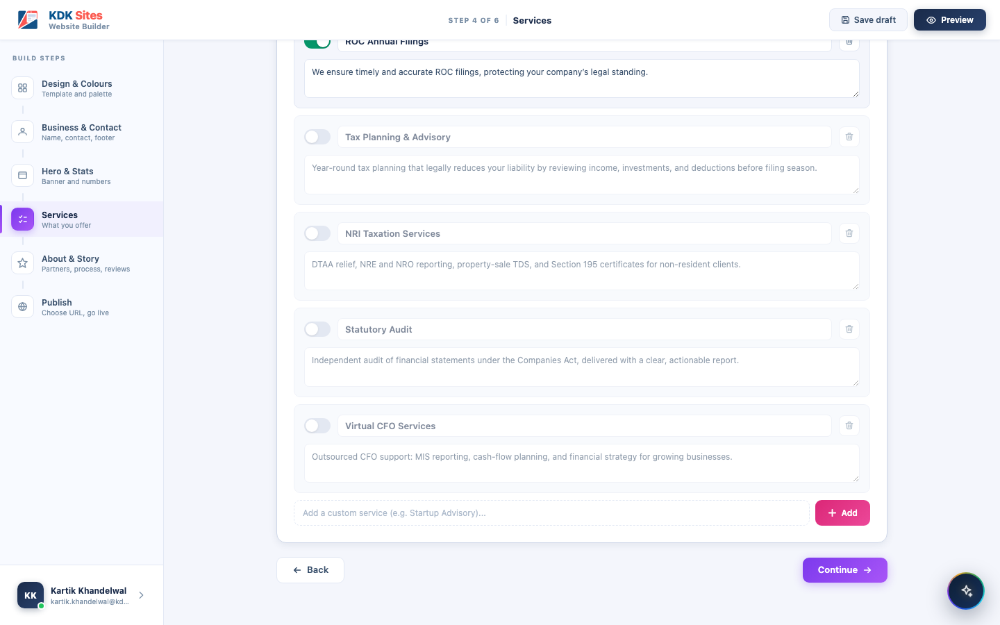 KDK Sites
Website Builder
STEP 4 OF 6
Services
Save draft
Preview
BUILD STEPS
Design & Colours
Template and palette
Business & Contact
Name, contact, footer
Hero & Stats
Banner and numbers
Services
What you offer
About & Story
Partners, process, reviews
Publish
Choose URL, go live
KK
Kartik Khandelwal
kartik.khandelwal@kd...
ROC Annual Filings
We ensure timely and accurate ROC filings, protecting your company's legal standing.
Tax Planning & Advisory
Year-round tax planning that legally reduces your liability by reviewing income, investments, and deductions before filing season.
NRI Taxation Services
DTAA relief, NRE and NRO reporting, property-sale TDS, and Section 195 certificates for non-resident clients.
Statutory Audit
Independent audit of financial statements under the Companies Act, delivered with a clear, actionable report.
Virtual CFO Services
Outsourced CFO support: MIS reporting, cash-flow planning, and financial strategy for growing businesses.
Add a custom service (e.g. Startup Advisory)...
Add
Back
Continue